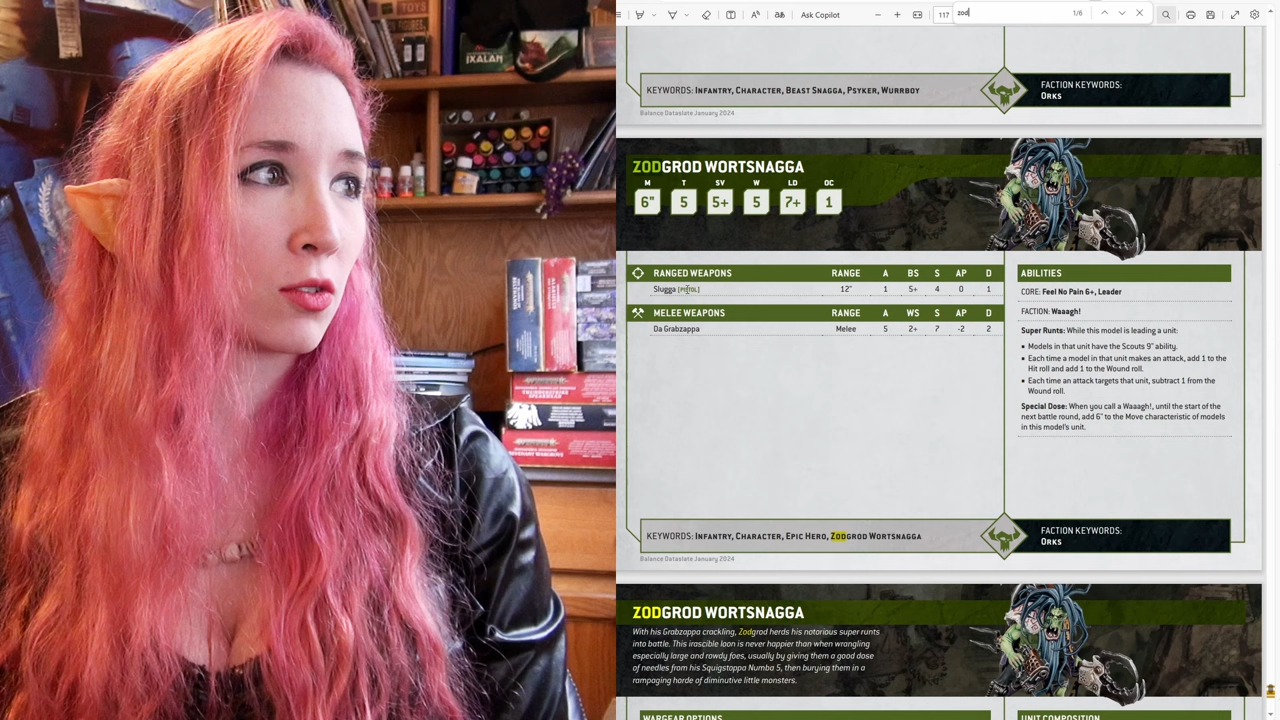 TOYS
FIGURES
IXALAN
Ask Copilot
117
zod
1/6
KEYWORDS: INFANTRY, CHARACTER, BEAST SNAGGA, PSYKER, WURRBOY
FACTION KEYWORDS:
ORKS
Balance Dataslate January 2024
ZODGROD WORTSNAGGA
M T SV W LD OC
6" 5 5+ 5 7+ 1
RANGED WEAPONS RANGE A BS S AP D
Slugga [PISTOL] 12" 1 5+ 4 0 1
MELEE WEAPONS RANGE A WS S AP D
Da Grabzappa Melee 5 2+ 7 -2 2
ABILITIES
CORE: Feel No Pain 6+, Leader
FACTION: Waaagh!
Super Runts: While this model is leading a unit:
▪ Models in that unit have the Scouts 9" ability.
▪ Each time a model in that unit makes an attack, add 1 to the
Hit roll and add 1 to the Wound roll.
▪ Each time an attack targets that unit, subtract 1 from the
Wound roll.
Special Dose: When you call a Waaagh!, until the start of the
next battle round, add 6" to the Move characteristic of models
in this model's unit.
KEYWORDS: INFANTRY, CHARACTER, EPIC HERO, ZODGROD WORTSNAGGA
FACTION KEYWORDS:
ORKS
Balance Dataslate January 2024
ZODGROD WORTSNAGGA
With his Grabzappa crackling, Zodgrod herds his notorious super runts
into battle. This irascible loon is never happier than when wrangling
especially large and rowdy foes, usually by giving them a good dose
of needles from his Squigstoppa Numba 5, then burying them in a
rampaging horde of diminutive little monsters.
WARGEAR OPTIONS
UNIT COMPOSITION